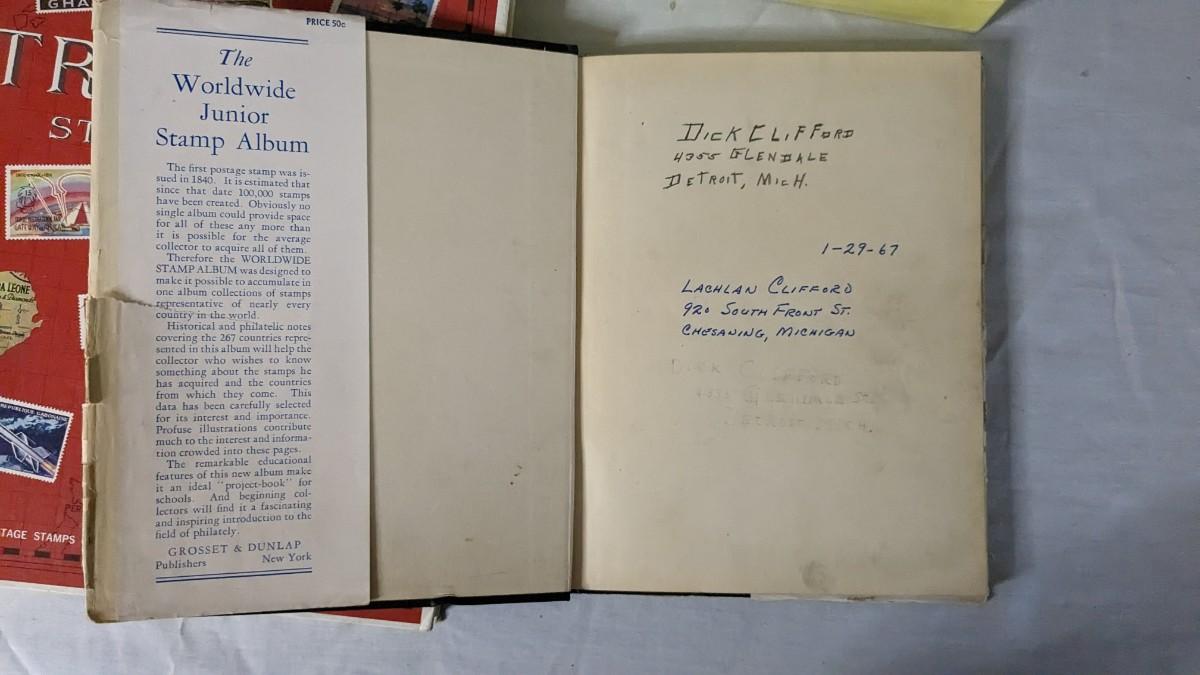 GHA
TR
ST
TAGE STAMPS
PRICE 50c
The
Worldwide
Junior
Stamp Album
The first postage stamp was is-
sued in 1840. It is estimated that
since that date 100,000 stamps
have been created. Obviously no
single album could provide space
for all of these any more than
it is possible for the average
collector to acquire all of them.
Therefore the WORLDWIDE
STAMP ALBUM was designed to
make it possible to accumulate in
one album collections of stamps
representative of nearly every
country in the world.
Historical and philatelic notes
covering the 267 countries repre-
sented in this album will help the
collector who wishes to know
something about the stamps he
has acquired and the countries
from which they come. This
data has been carefully selected
for its interest and importance.
Profuse illustrations contribute
much to the interest and informa-
tion crowded into these pages.
The remarkable educational
features of this new album make
it an ideal "project-book" for
schools. And beginning col-
lectors will find it a fascinating
and inspiring introduction to the
field of philately.
GROSSET & DUNLAP
Publishers New York
DICK CLIFFORD
4355 GLENDALE
DETROIT, MICH.
1-29-67
LACHLAN CLIFFORD
920 SOUTH FRONT ST.
CHESANING, MICHIGAN
DICK CLIFFORD